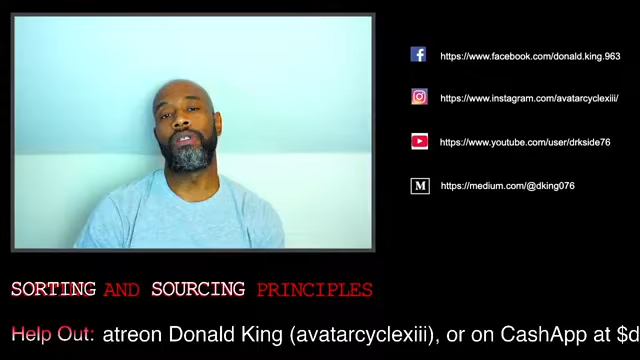 https://www.facebook.com/donald.king.963
https://www.instagram.com/avatarcyclexiii/
https://www.youtube.com/user/drkside76
M https://medium.com/@dking076
SORTING AND SOURCING PRINCIPLES
Help Out: atreon Donald King (avatarcyclexiii), or on CashApp at $d